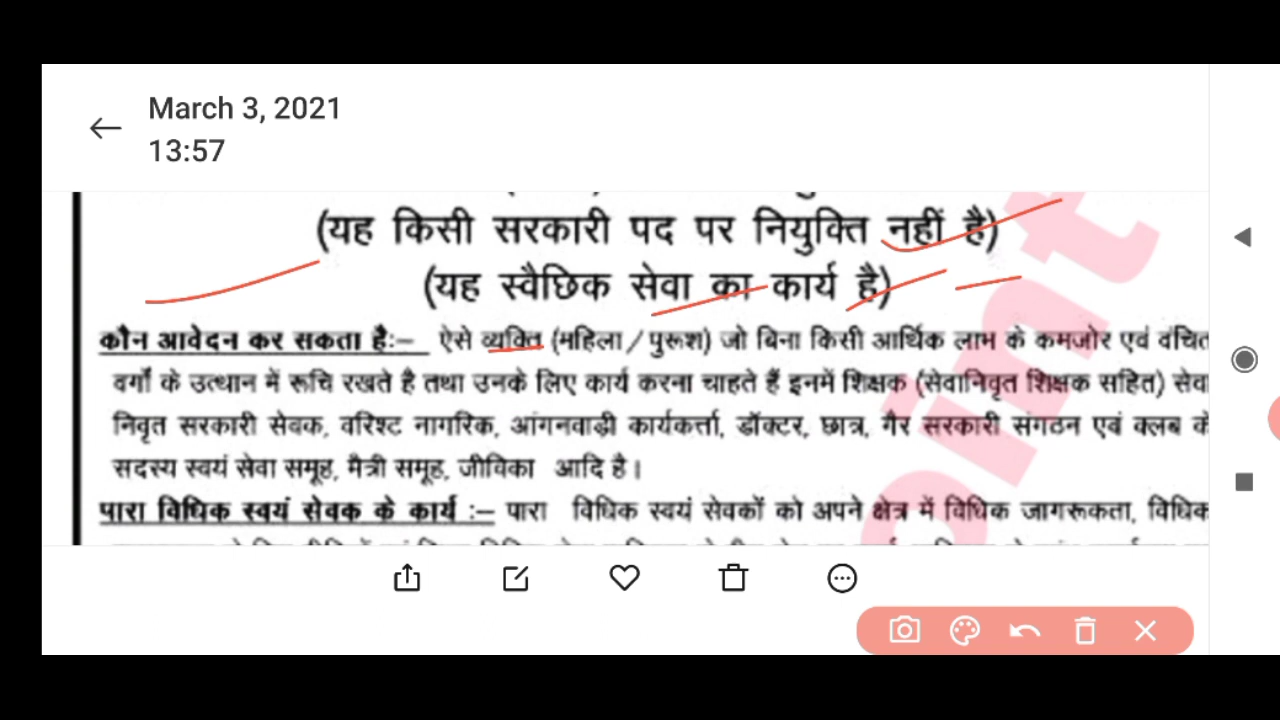 March 3, 2021
13:57
(यह किसी सरकारी पद पर नियुक्ति नहीं है)
(यह स्वैछिक सेवा का कार्य है)
कौन आवेदन कर सकता है:– ऐसे व्यक्ति (महिला/पुरूश) जो बिना किसी आर्थिक लाभ के कमजोर एवं वंचित
वर्गों के उत्थान में रूचि रखते है तथा उनके लिए कार्य करना चाहते हैं इनमें शिक्षक (सेवानिवृत शिक्षक सहित) सेवा
निवृत सरकारी सेवक, वरिश्ट नागरिक, आंगनवाड़ी कार्यकर्त्ता, डॉक्टर, छात्र, गैर सरकारी संगठन एवं क्लब के
सदस्य स्वयं सेवा समूह, मैत्री समूह, जीविका आदि है।
पारा विधिक स्वयं सेवक के कार्य :– पारा विधिक स्वयं सेवकों को अपने क्षेत्र में विधिक जागरूकता, विधिक
oint